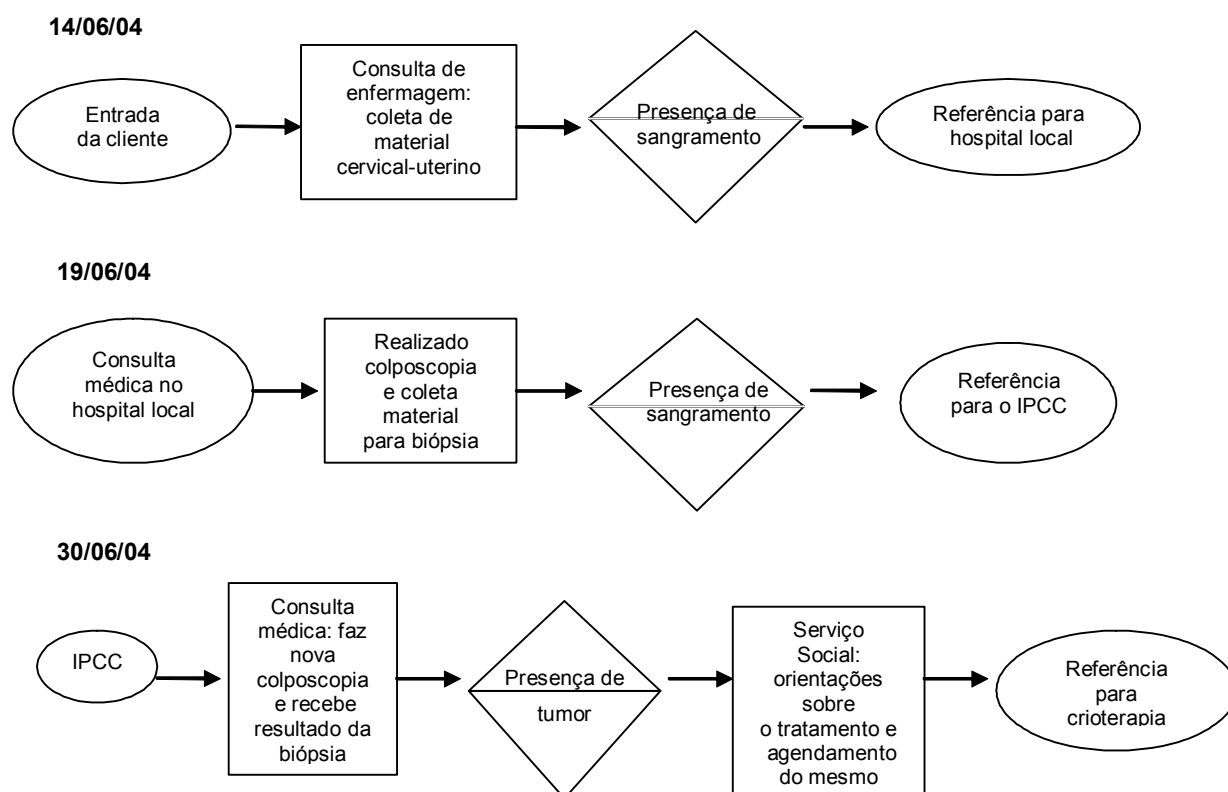 14/06/04
Entrada
da cliente
Consulta de
enfermagem:
coleta de
material
cervical-uterino
Presença de
sangramento
Referência para
hospital local
19/06/04
Consulta
médica no
hospital local
Realizado
colposcopia
e coleta
material
para biópsia
Presença de
sangramento
Referência
para o IPCC
30/06/04
IPCC
Consulta
médica: faz
nova
colposcopia
e recebe
resultado da
biópsia
Presença de
tumor
Serviço
Social:
orientações
sobre
o tratamento e
agendamento
do mesmo
Referência
para
crioterapia